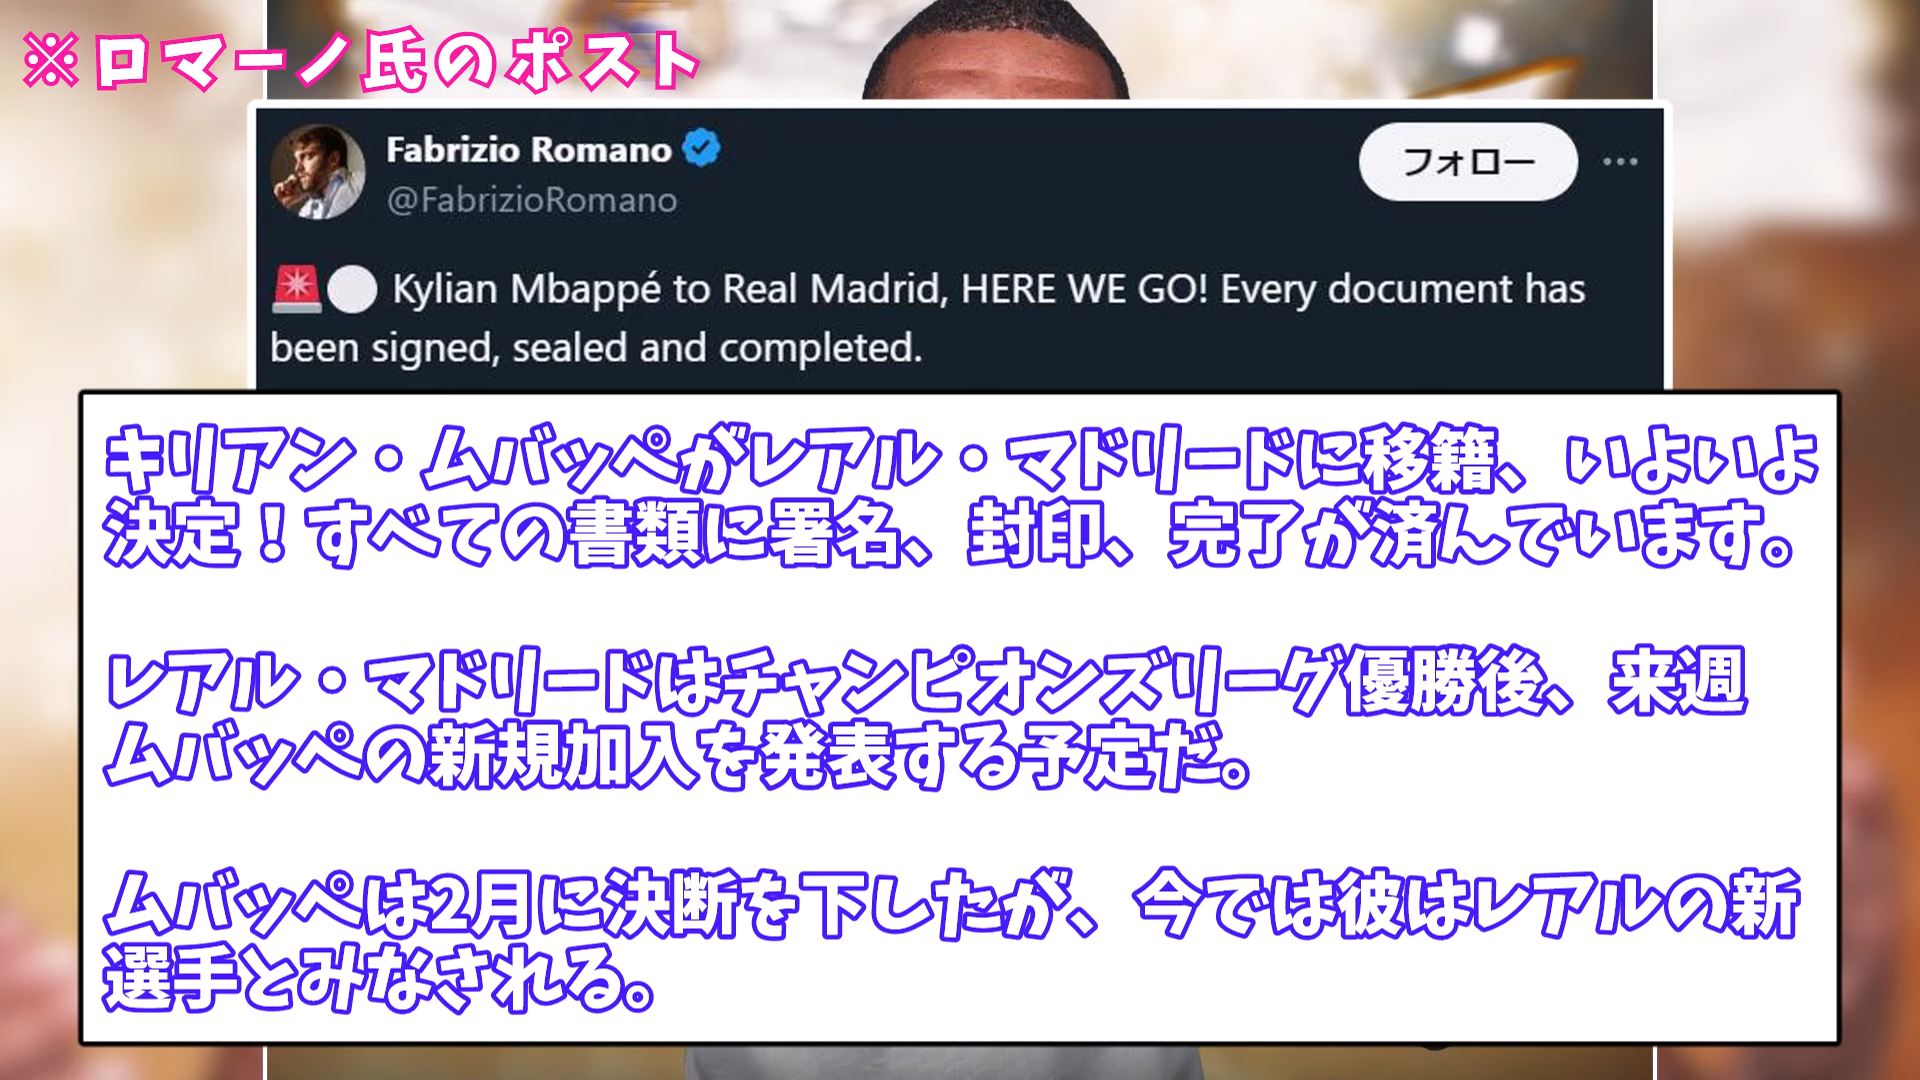 ※ロマーノ氏のポスト
Fabrizio Romano
@FabrizioRomano
フォロー
🚨⚪️ Kylian Mbappé to Real Madrid, HERE WE GO! Every document has
been signed, sealed and completed.
キリアン・ムバッペがレアル・マドリードに移籍、いよいよ
決定！すべての書類に署名、封印、完了が済んでいます。
レアル・マドリードはチャンピオンズリーグ優勝後、来週
ムバッペの新規加入を発表する予定だ。
ムバッペは2月に決断を下したが、今では彼はレアルの新
選手とみなされる。